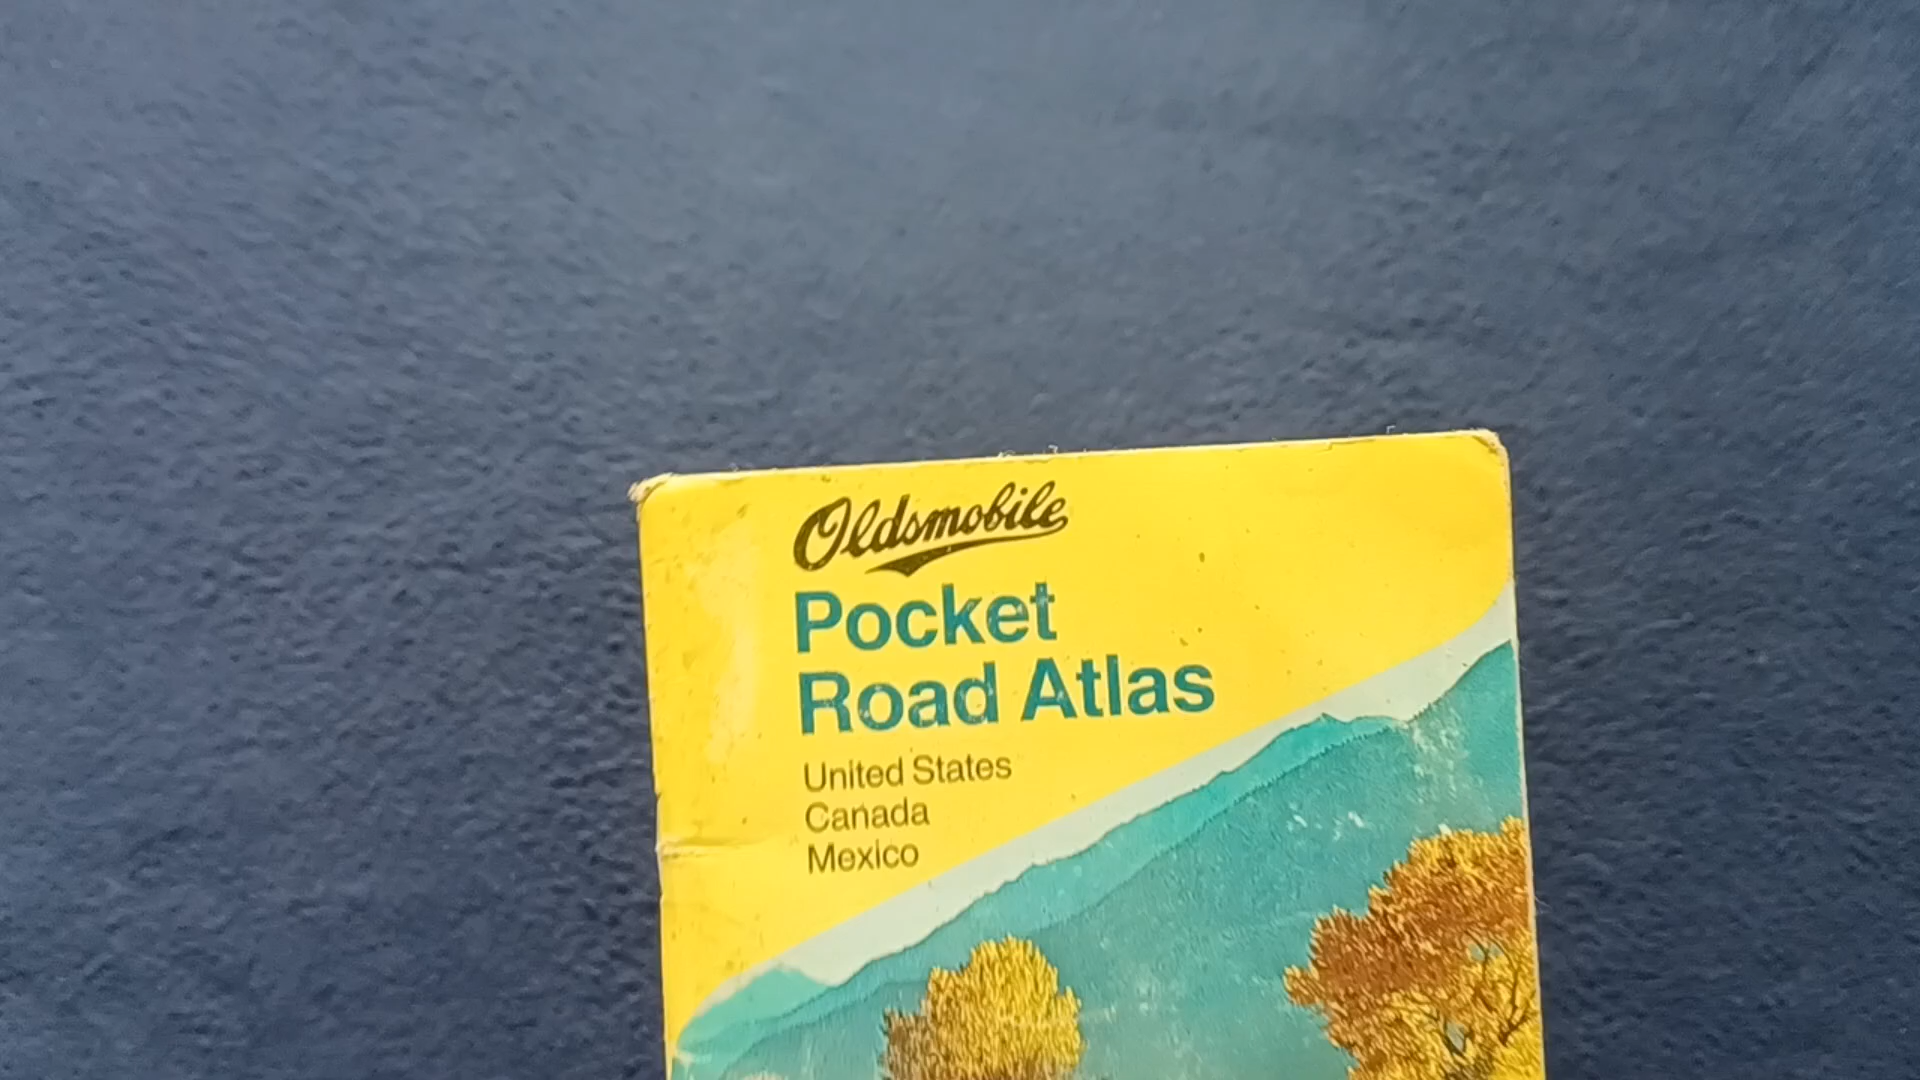 Oldsmobile
Pocket
Road Atlas
United States
Canada
Mexico